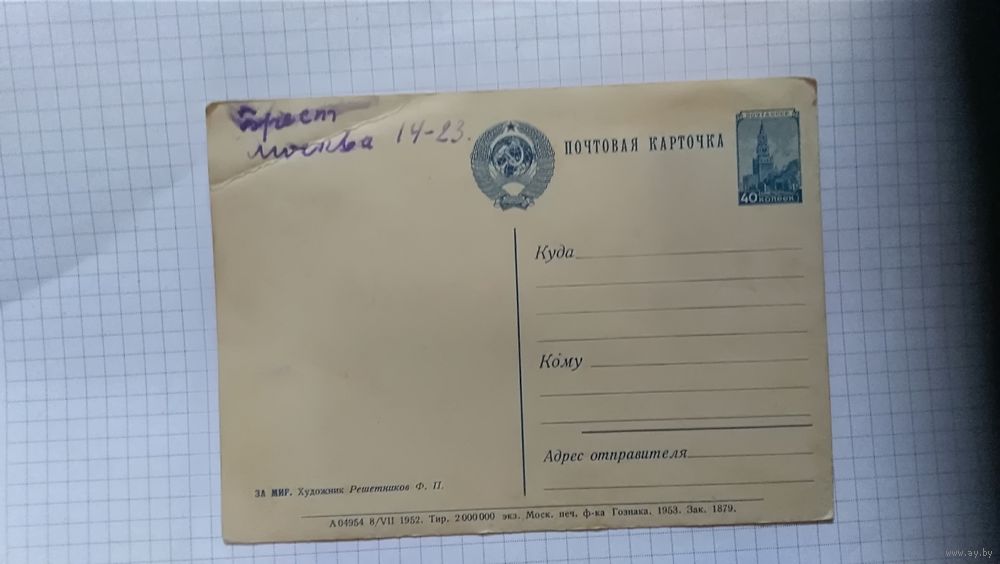 Брест
Москва 14-23.
ПОЧТОВАЯ КАРТОЧКА
ПОЧТА СССР
40 КОПЕЕК
Куда
Кому
Адрес отправителя
ЗА МИР. Художник Решетников Ф. П.
А 04954 8/VII 1952. Тир. 2 000 000 экз. Моск. печ. ф-ка Гознака. 1953. Зак. 1879.
www.ay.by